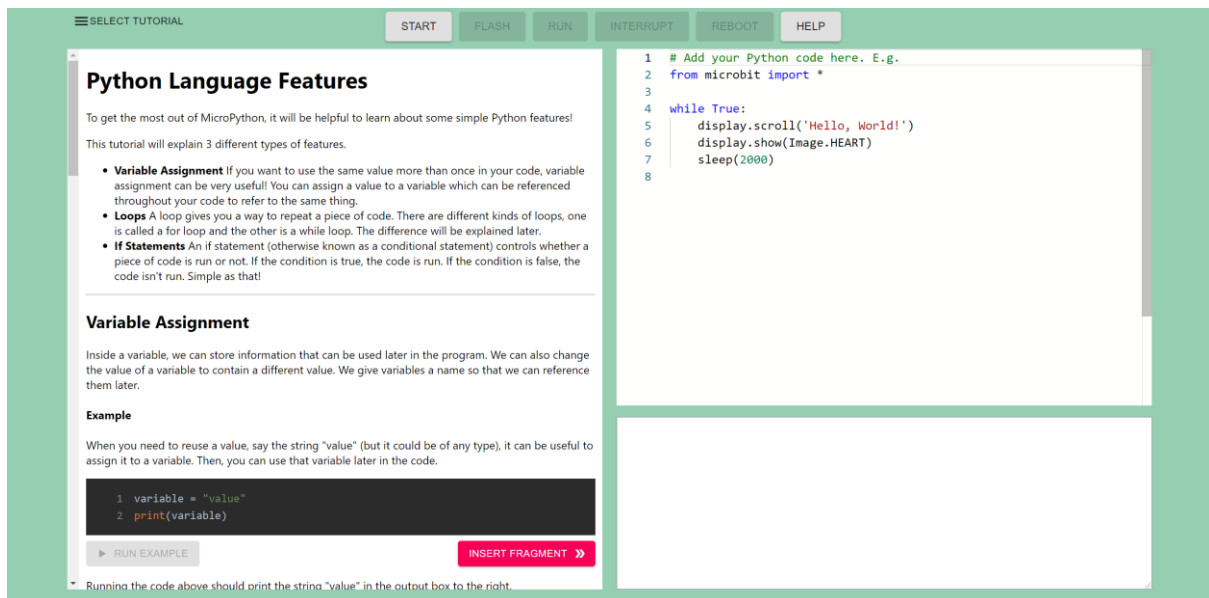 SELECT TUTORIAL
START
FLASH
RUN
INTERRUPT
REBOOT
HELP
Python Language Features
To get the most out of MicroPython, it will be helpful to learn about some simple Python features!
This tutorial will explain 3 different types of features.
• Variable Assignment If you want to use the same value more than once in your code, variable
assignment can be very useful! You can assign a value to a variable which can be referenced
throughout your code to refer to the same thing.
• Loops A loop gives you a way to repeat a piece of code. There are different kinds of loops, one
is called a for loop and the other is a while loop. The difference will be explained later.
• If Statements An if statement (otherwise known as a conditional statement) controls whether a
piece of code is run or not. If the condition is true, the code is run. If the condition is false, the
code isn't run. Simple as that!
Variable Assignment
Inside a variable, we can store information that can be used later in the program. We can also change
the value of a variable to contain a different value. We give variables a name so that we can reference
them later.
Example
When you need to reuse a value, say the string "value" (but it could be of any type), it can be useful to
assign it to a variable. Then, you can use that variable later in the code.
1 variable = "value"
2 print(variable)
RUN EXAMPLE
INSERT FRAGMENT
Running the code above should print the string "value" in the output box to the right.
1 # Add your Python code here. E.g.
2 from microbit import *
3
4 while True:
5     display.scroll('Hello, World!')
6     display.show(Image.HEART)
7     sleep(2000)
8